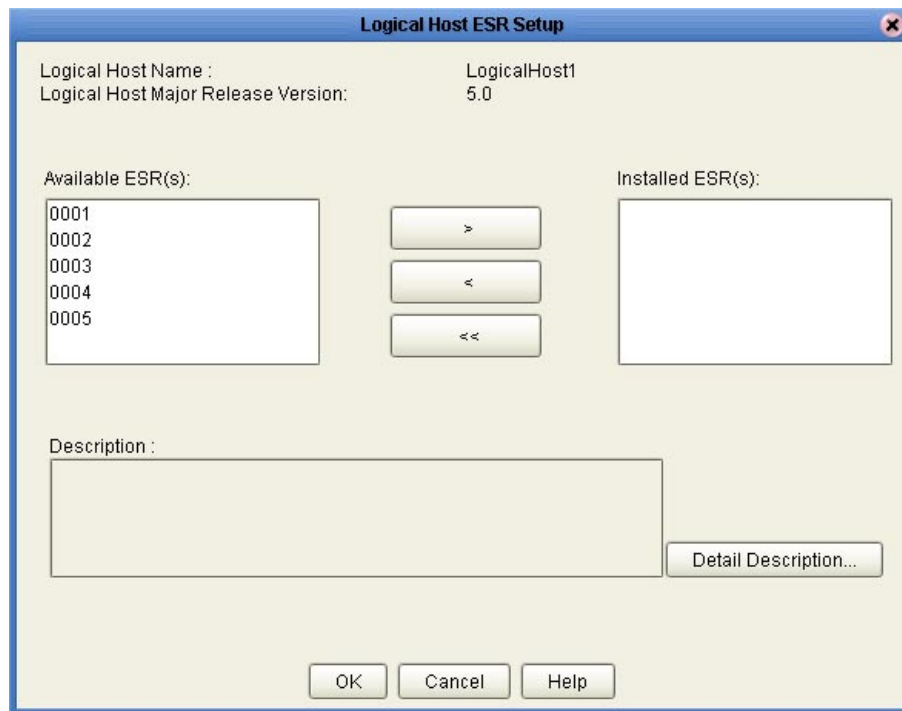 Logical Host ESR Setup
Logical Host Name : LogicalHost1
Logical Host Major Release Version: 5.0
Available ESR(s):
0001
0002
0003
0004
0005
>
<
<<
Installed ESR(s):
Description :
Detail Description...
OK Cancel Help